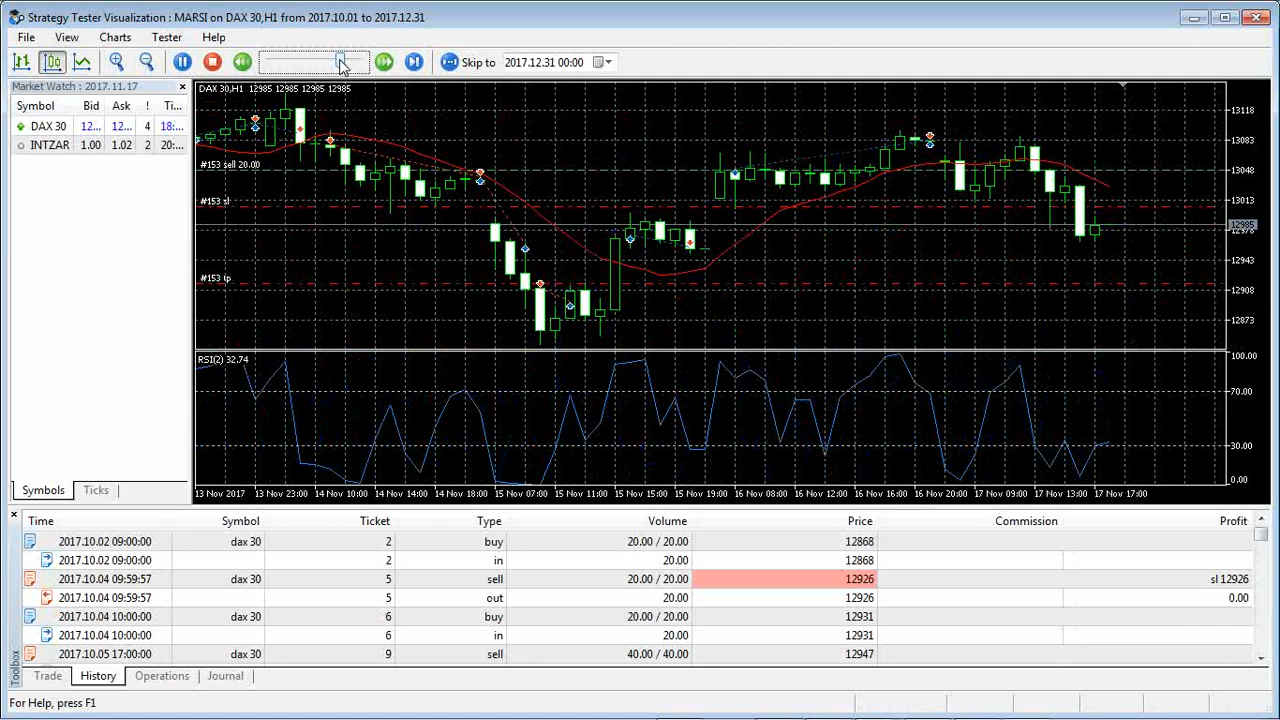 Strategy Tester Visualization : MARSI on DAX 30,H1 from 2017.10.01 to 2017.12.31
File View Charts Tester Help
Skip to 2017.12.31 00:00
Market Watch : 2017.11.17
Symbol Bid Ask ! Ti...
DAX 30 12... 12... 4 18:...
INTZAR 1.00 1.02 2 20:...
Symbols Ticks
DAX 30,H1 12985 12985 12985 12985
#153 sell 20.00
#153 sl
#153 tp
13118
13083
13048
13013
12985
12978
12943
12908
12873
RSI(2) 32.74
100.00
70.00
30.00
0.00
13 Nov 2017 13 Nov 23:00 14 Nov 10:00 14 Nov 14:00 14 Nov 18:00 15 Nov 07:00 15 Nov 11:00 15 Nov 15:00 15 Nov 19:00 16 Nov 08:00 16 Nov 12:00 16 Nov 16:00 16 Nov 20:00 17 Nov 09:00 17 Nov 13:00 17 Nov 17:00
Time Symbol Ticket Type Volume Price Commission Profit
2017.10.02 09:00:00 dax 30 2 buy 20.00 / 20.00 12868
2017.10.02 09:00:00 dax 30 2 in 20.00 12868
2017.10.04 09:59:57 dax 30 5 sell 20.00 / 20.00 12926 sl 12926
2017.10.04 09:59:57 dax 30 5 out 20.00 12926 0.00
2017.10.04 10:00:00 dax 30 6 buy 20.00 / 20.00 12931
2017.10.04 10:00:00 dax 30 6 in 20.00 12931
2017.10.05 17:00:00 dax 30 9 sell 40.00 / 40.00 12947
Toolbox
Trade History Operations Journal
For Help, press F1